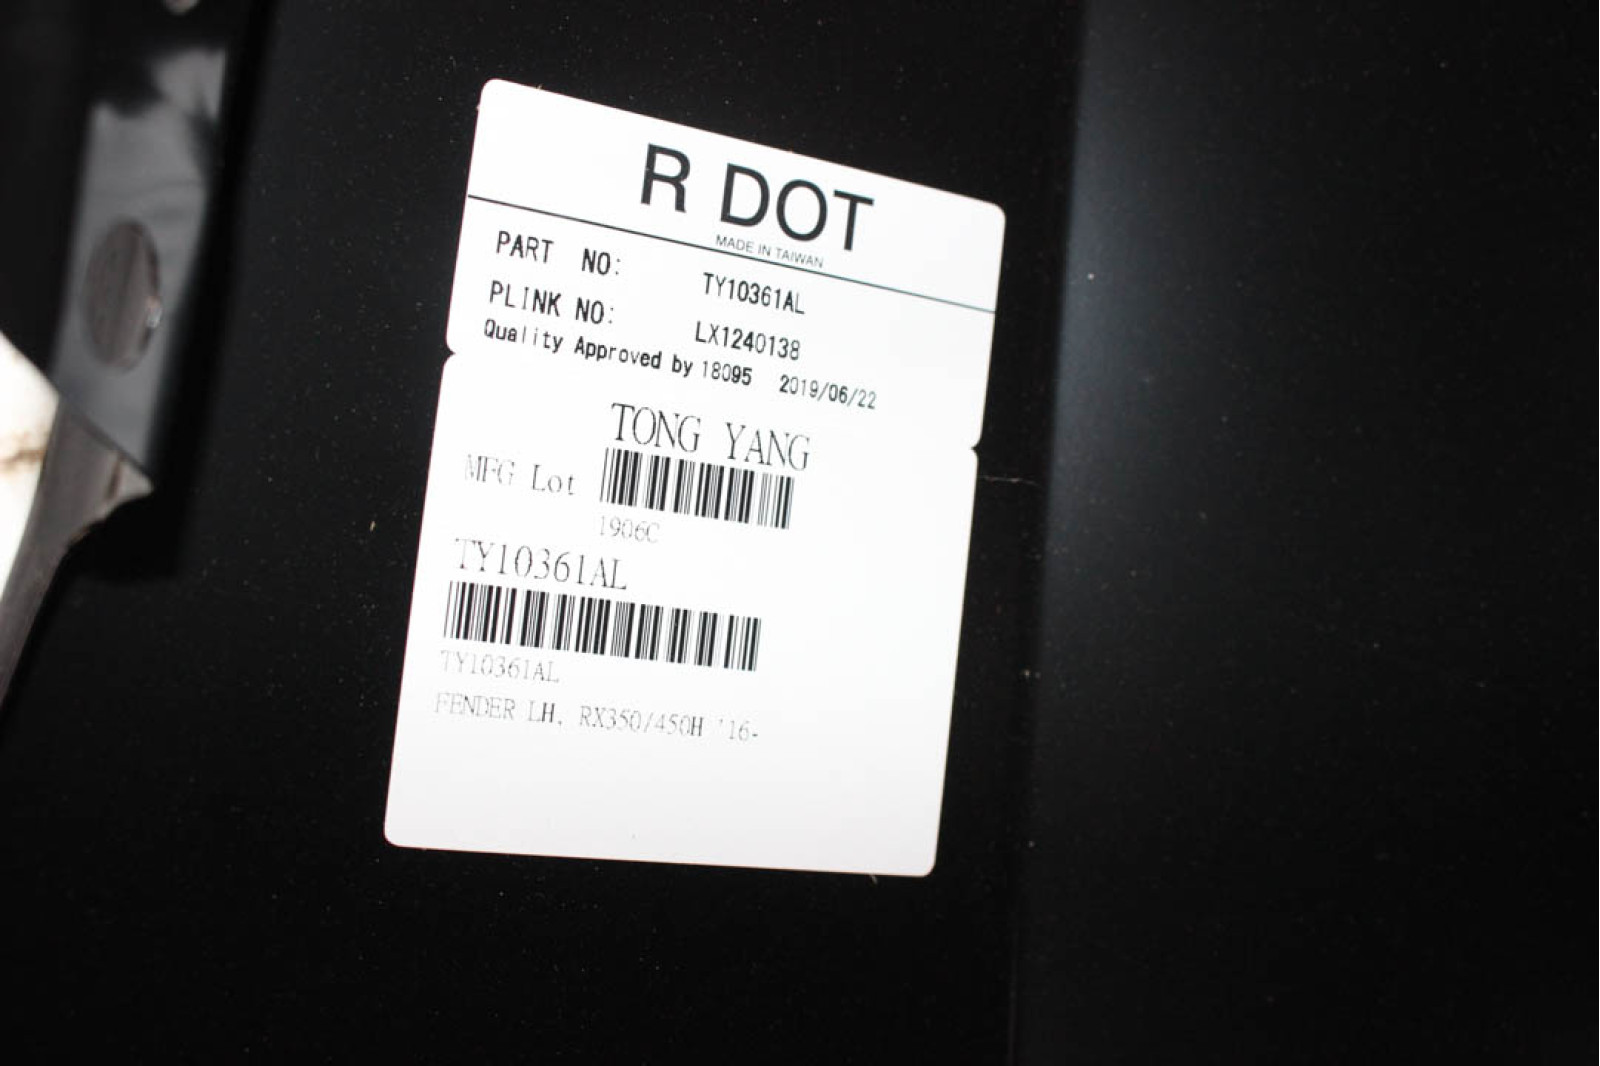 R DOT
MADE IN TAIWAN
PART NO: TY10361AL
PLINK NO: LX1240138
Quality Approved by 18095 2019/06/22
TONG YANG
MFG Lot
1906C
TY10361AL
TY10361AL
FENDER LH, RX350/450H '16-